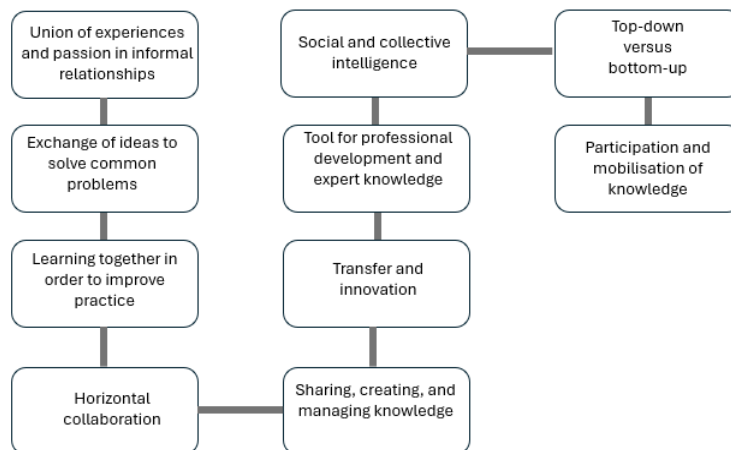 Union of experiences
and passion in informal
relationships
Exchange of ideas to
solve common
problems
Learning together in
order to improve
practice
Horizontal
collaboration
Sharing, creating, and
managing knowledge
Transfer and
innovation
Tool for professional
development and
expert knowledge
Social and collective
intelligence
Top-down
versus
bottom-up
Participation and
mobilisation of
knowledge